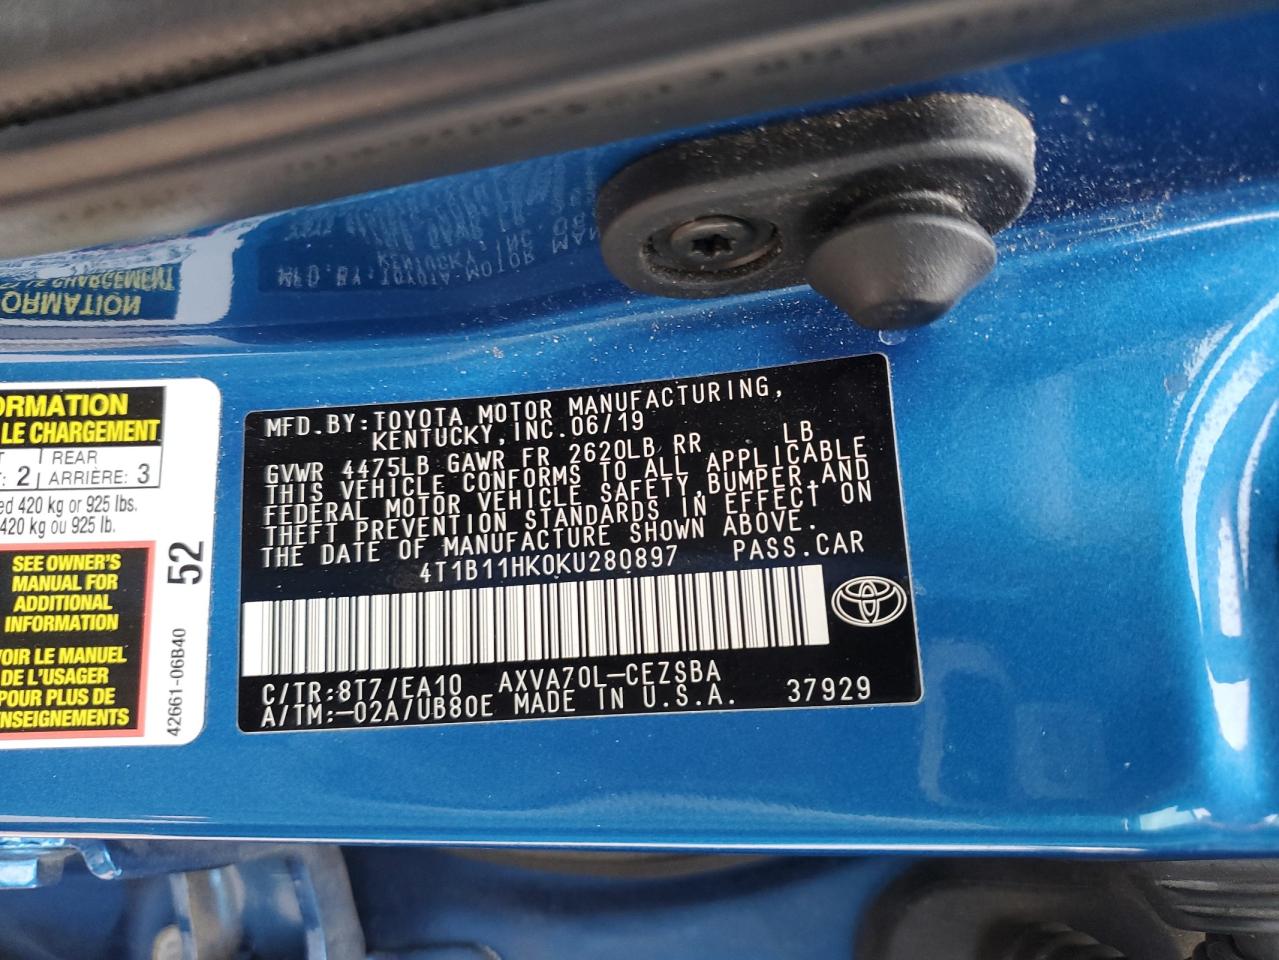 ORMATION
LE CHARGEMENT
REAR
2 ARRIÈRE: 3
ed 420 kg or 925 lbs.
420 kg ou 925 lb.
SEE OWNER'S
MANUAL FOR
ADDITIONAL
INFORMATION
OIR LE MANUEL
DE L'USAGER
POUR PLUS DE
NSEIGNEMENTS
52
42661-06B40
MFD.BY:TOYOTA MOTOR MANUFACTURING,
KENTUCKY,INC.06/19
GVWR 4475LB GAWR FR 2620LB RR LB
THIS VEHICLE CONFORMS TO ALL APPLICABLE
FEDERAL MOTOR VEHICLE SAFETY,BUMPER,AND
THEFT PREVENTION STANDARDS IN EFFECT ON
THE DATE OF MANUFACTURE SHOWN ABOVE.
4T1B11HK0KU280897 PASS.CAR
C/TR:8T7/EA10 AXVA70L-CEZSBA
A/TM:-02A/UB80E MADE IN U.S.A. 37929